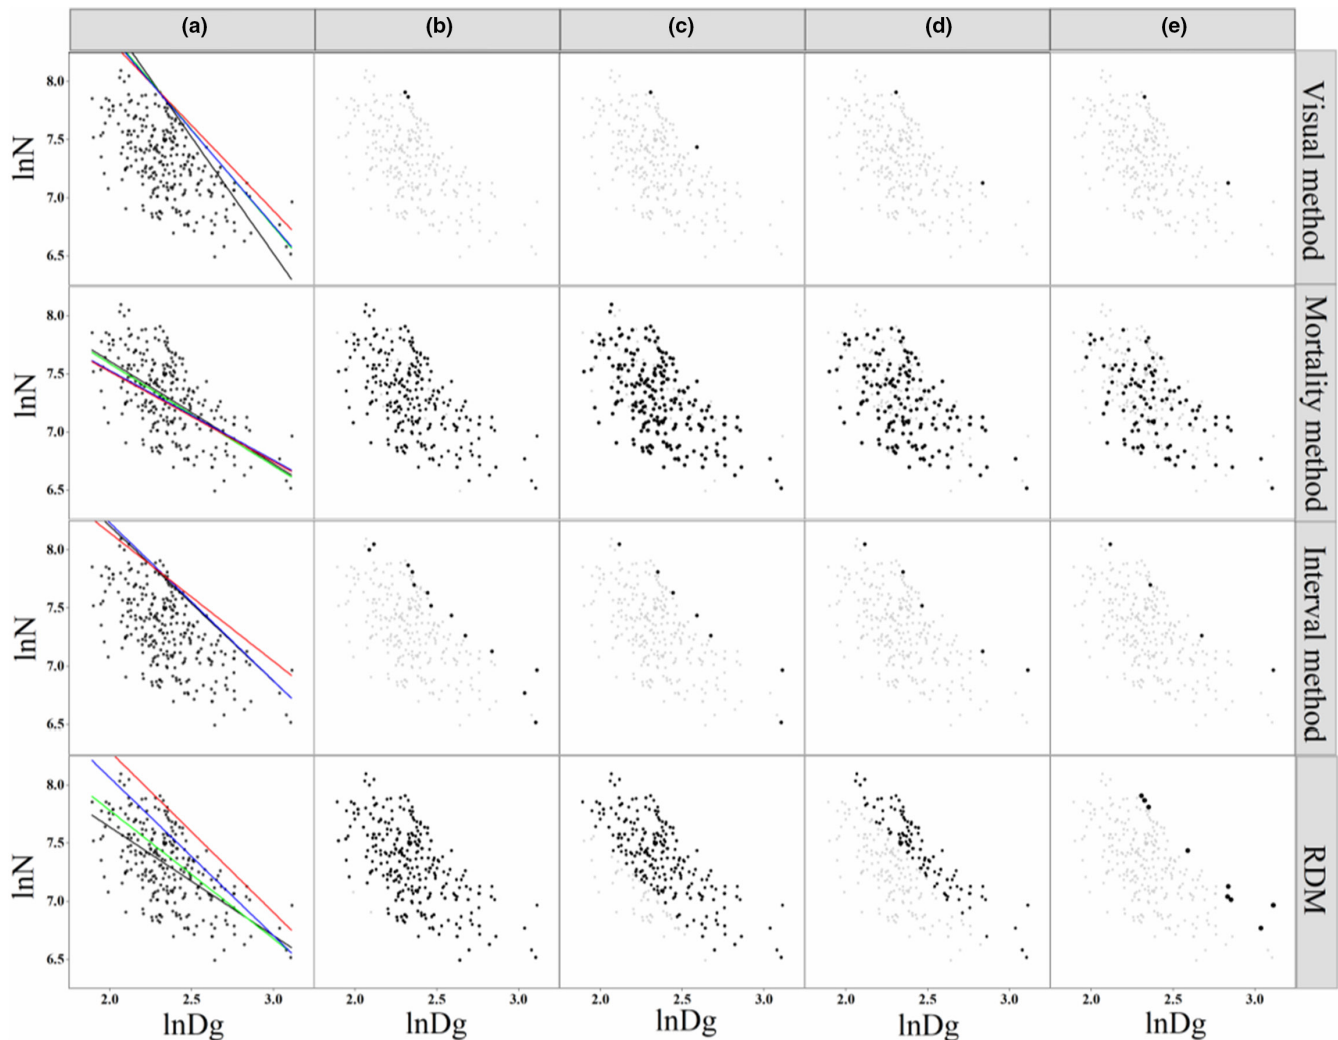 (a) (b) (c) (d) (e)
8.0
7.5
7.0
6.5
lnN
Visual method
8.0
7.5
7.0
6.5
lnN
Mortality method
8.0
7.5
7.0
6.5
lnN
Interval method
8.0
7.5
7.0
6.5
lnN
RDM
2.0 2.5 3.0 2.0 2.5 3.0 2.0 2.5 3.0 2.0 2.5 3.0 2.0 2.5 3.0
lnDg lnDg lnDg lnDg lnDg